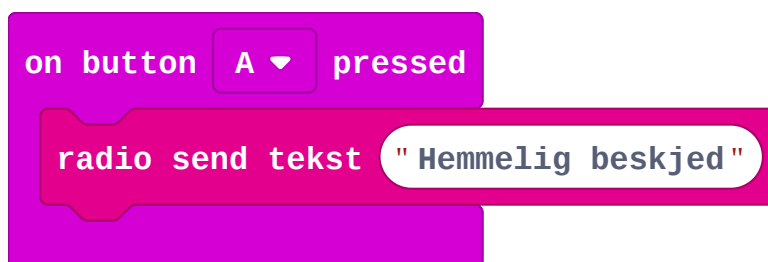 on button A pressed
radio send tekst "Hemmelig beskjed"